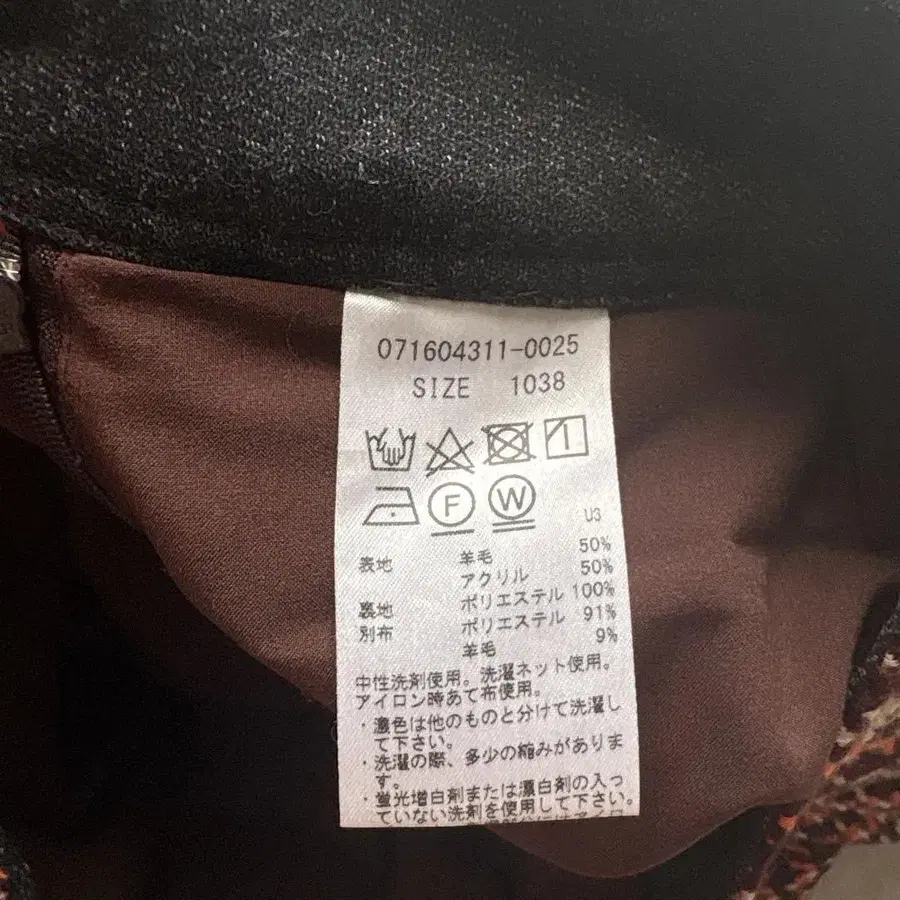 071604311-0025
SIZE 1038
F W
U3
表地 羊毛 50%
アクリル 50%
裏地 ポリエステル 100%
別布 ポリエステル 91%
羊毛 9%
中性洗剤使用。洗濯ネット使用。
アイロン時あて布使用。
・濃色は他のものと分けて洗濯し
て下さい。
・洗濯の際、多少の縮みがありま
す。
・蛍光増白剤または漂白剤の入っ
ていない洗剤を使用して下さい。